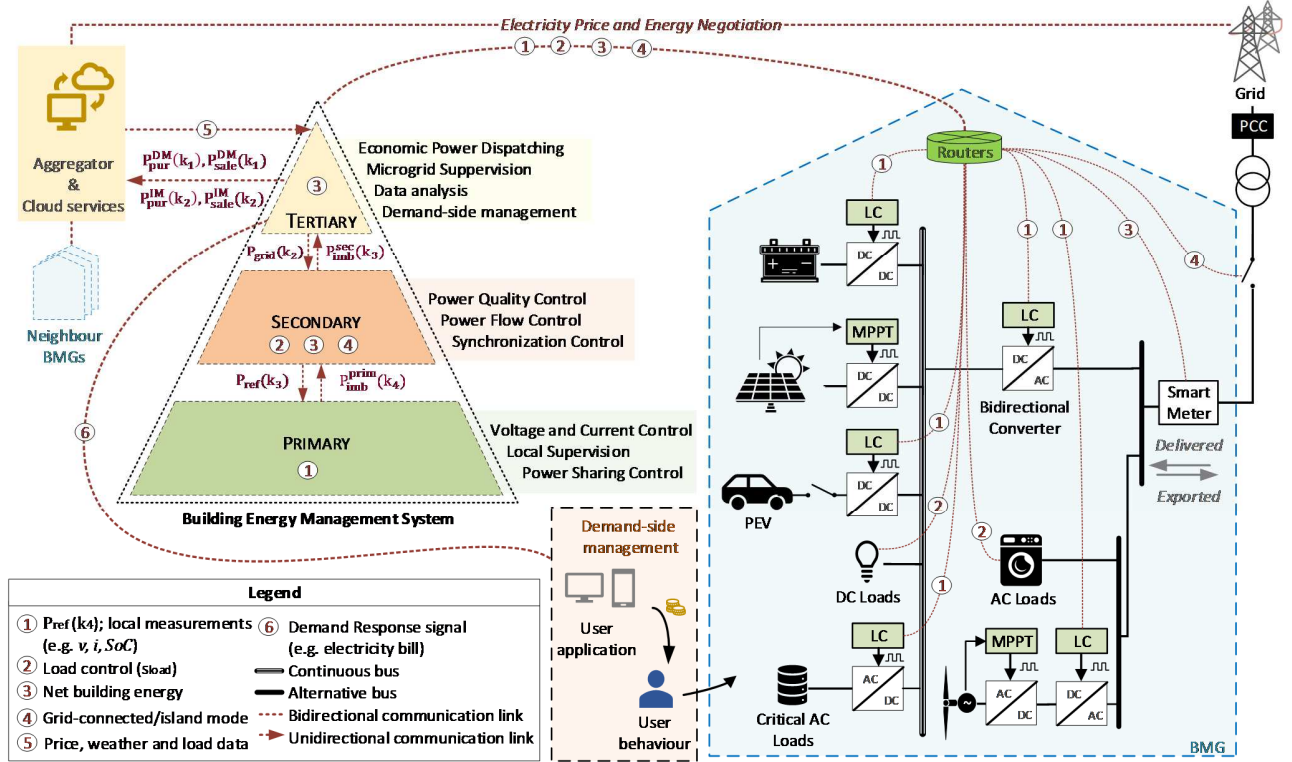 Electricity Price and Energy Negotiation
1 2 3 4
Grid
PCC
Aggregator
&
Cloud services
5
P^DM_pur(k1), P^DM_sale(k1)
P^IM_pur(k2), P^IM_sale(k2)
Neighbour
BMGs
3
TERTIARY
Economic Power Dispatching
Microgrid Suppervision
Data analysis
Demand-side management
Pgrid(k2)
P^sec_imb(k3)
SECONDARY
2 3 4
Power Quality Control
Power Flow Control
Synchronization Control
Pref(k3)
P^prim_imb(k4)
PRIMARY
1
Voltage and Current Control
Local Supervision
Power Sharing Control
6
Building Energy Management System
Routers
1
LC
DC
DC
MPPT
DC
DC
1
LC
DC
DC
PEV
2
DC Loads
1
LC
AC
DC
Critical AC
Loads
1
1
3
4
LC
DC
AC
Bidirectional
Converter
Smart
Meter
Delivered
Exported
2
AC Loads
MPPT
LC
~
AC
DC
DC
AC
BMG
Demand-side
management
User
application
User
behaviour
Legend
1 Pref(k4); local measurements
(e.g. v, i, SoC)
2 Load control (Sload)
3 Net building energy
4 Grid-connected/island mode
5 Price, weather and load data
6 Demand Response signal
(e.g. electricity bill)
Continuous bus
Alternative bus
Bidirectional communication link
Unidirectional communication link